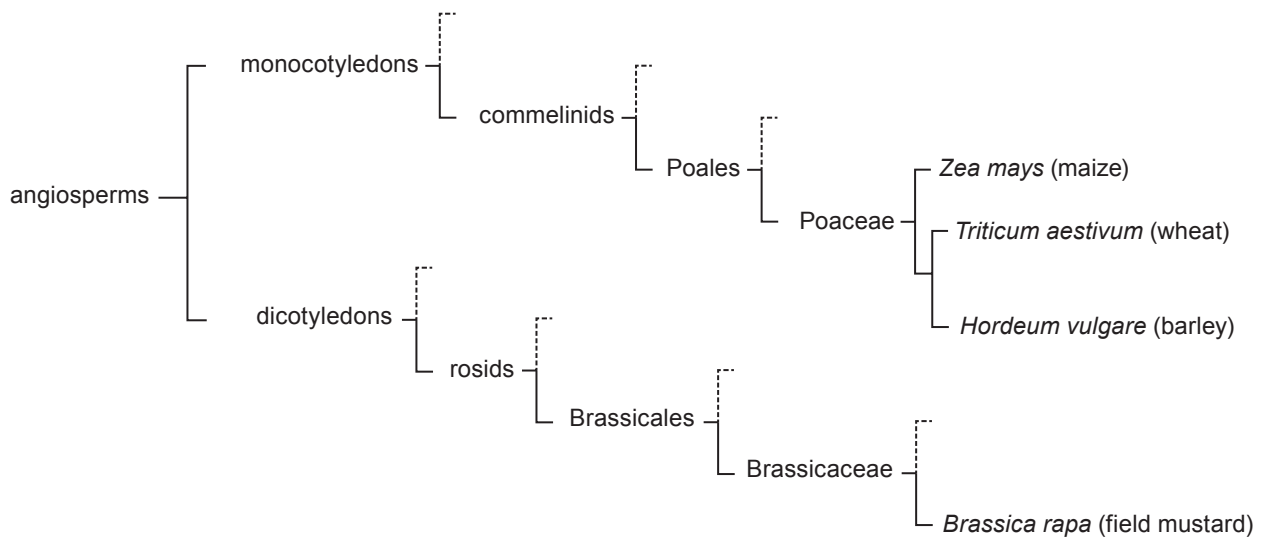 monocotyledons
commelinids
Poales
Zea mays (maize)
angiosperms
Poaceae
Triticum aestivum (wheat)
dicotyledons
Hordeum vulgare (barley)
rosids
Brassicales
Brassicaceae
Brassica rapa (field mustard)